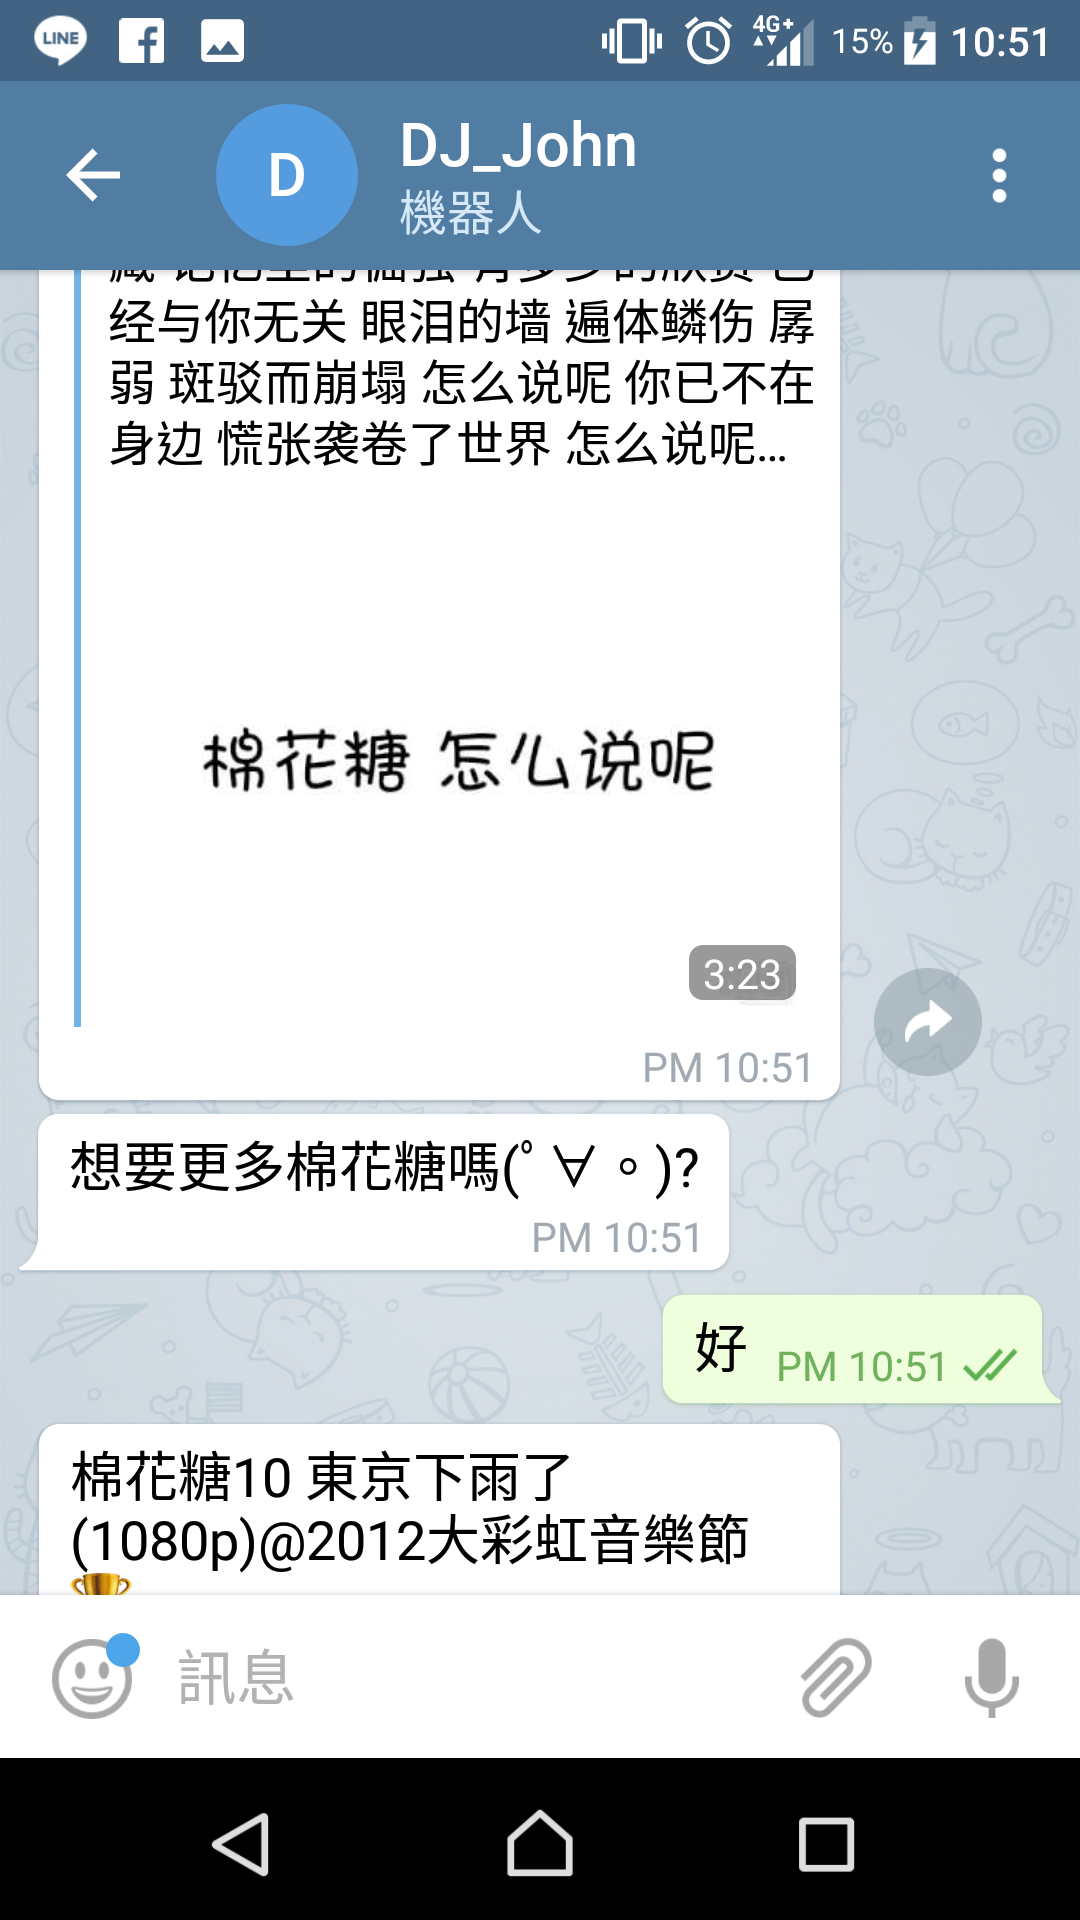 LINE
4G+
15%
10:51
D
DJ_John
機器人
经与你无关 眼泪的墙 遍体鳞伤 孱
弱 斑驳而崩塌 怎么说呢 你已不在
身边 慌张袭卷了世界 怎么说呢...
棉花糖 怎么说呢
3:23
PM 10:51
想要更多棉花糖嗎(ﾟ∀。)?
PM 10:51
好 PM 10:51
棉花糖10 東京下雨了
(1080p)@2012大彩虹音樂節
訊息